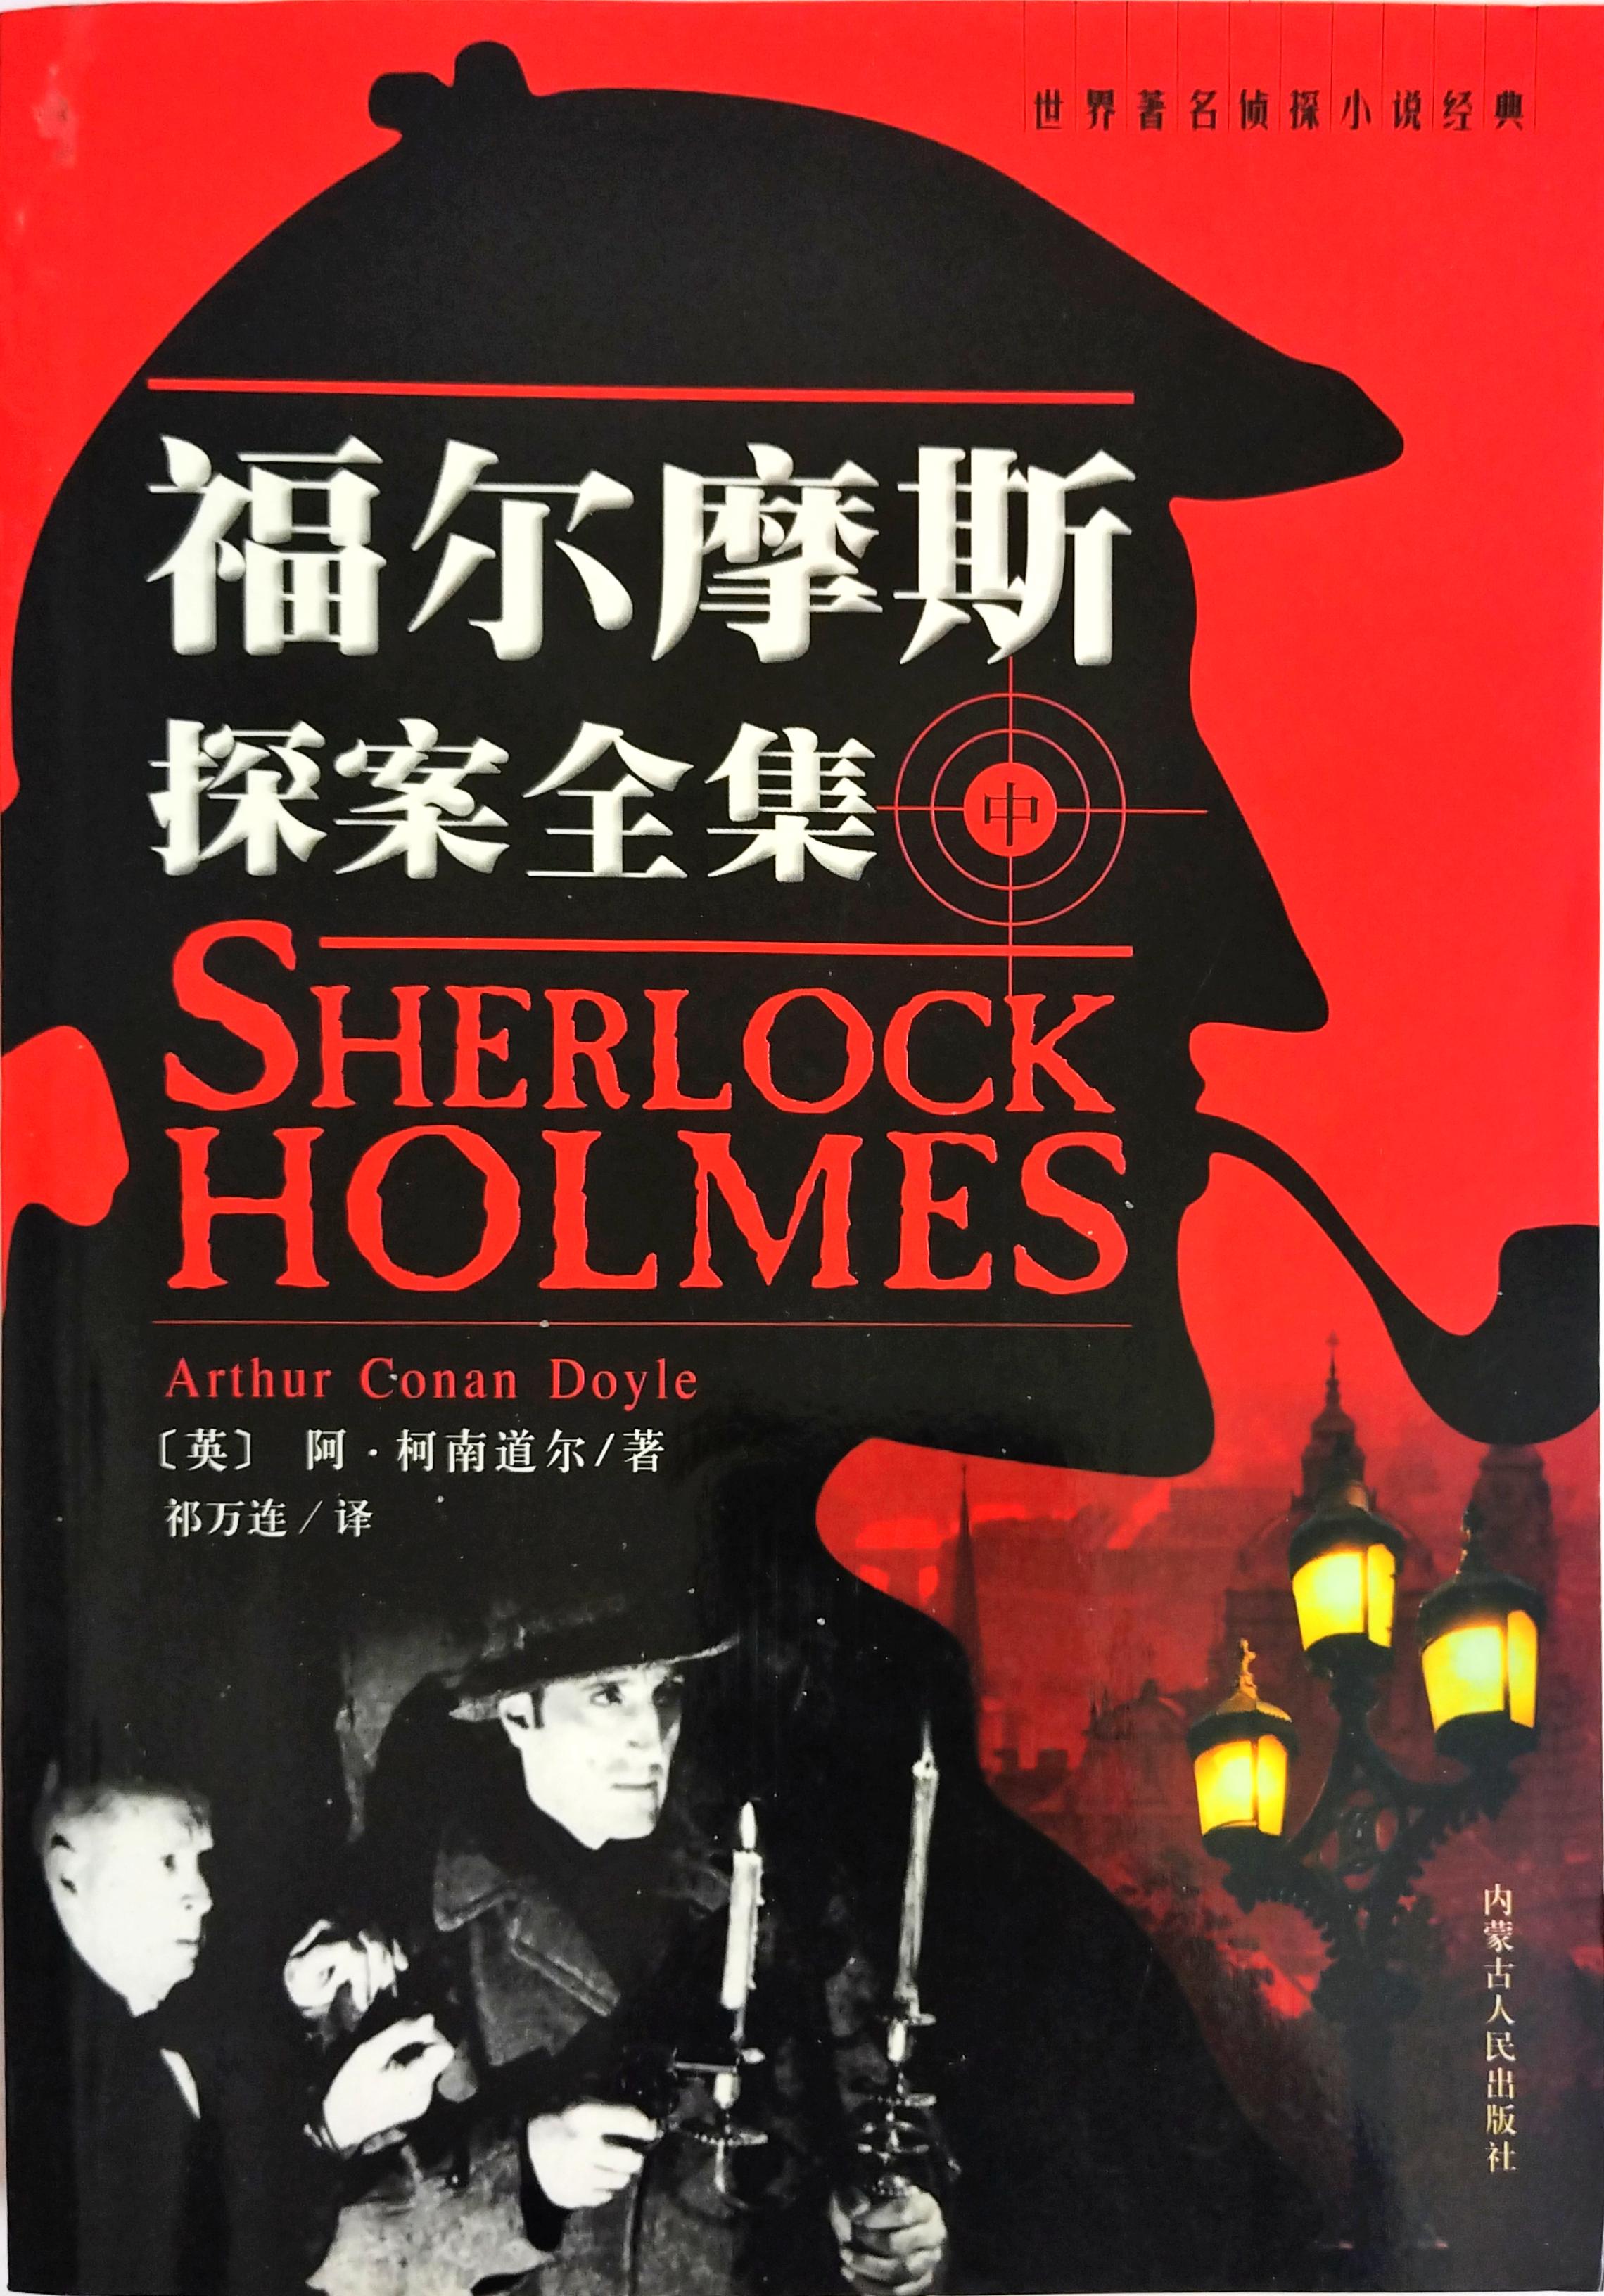 世界著名侦探小说经典
福尔摩斯
探案全集
中
SHERLOCK
HOLMES
Arthur Conan Doyle
〔英〕 阿·柯南道尔/著
祁万连/译
内蒙古人民出版社